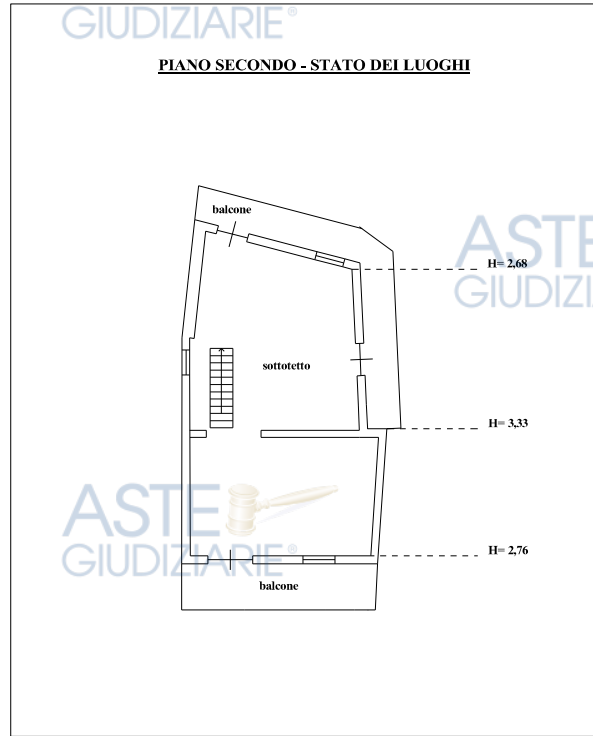 GIUDIZIARIE®
PIANO SECONDO - STATO DEI LUOGHI
balcone
ASTE
GIUDIZI
H= 2,68
sottotetto
H= 3,33
ASTE
GIUDIZIARIE®
H= 2,76
balcone